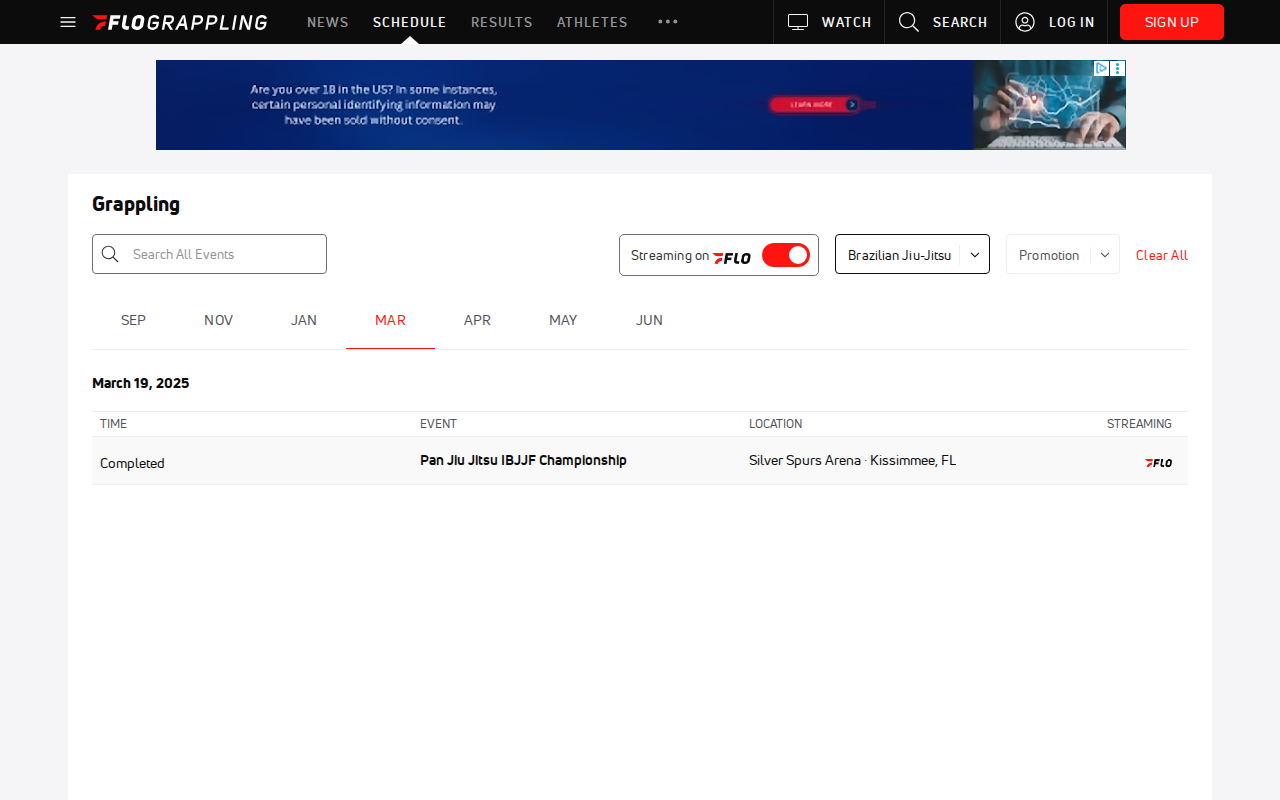 FLOGRAPPLING NEWS SCHEDULE RESULTS ATHLETES ••• WATCH SEARCH LOG IN SIGN UP
Are you over 18 in the US? In some instances,
certain personal identifying information may
have been sold without consent.
LEARN MORE
Grappling
Search All Events Streaming on FLO Brazilian Jiu-Jitsu Promotion Clear All
SEP NOV JAN MAR APR MAY JUN
March 19, 2025
TIME EVENT LOCATION STREAMING
Completed Pan Jiu Jitsu IBJJF Championship Silver Spurs Arena · Kissimmee, FL FLO